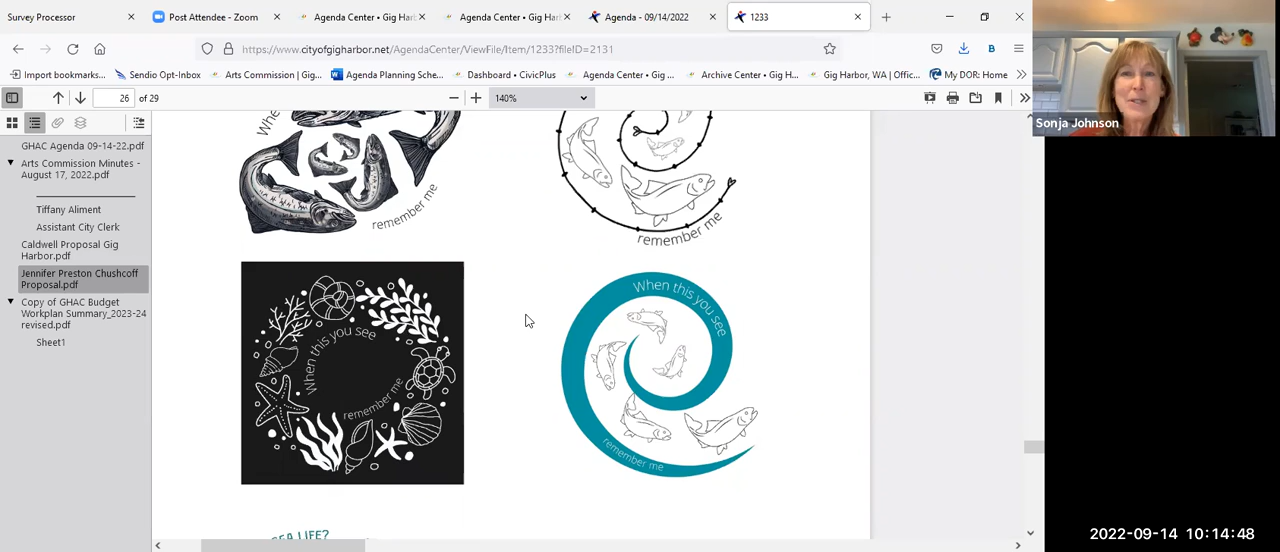 Survey Processor
Post Attendee - Zoom
Agenda Center • Gig Har
Agenda Center • Gig Har
Agenda - 09/14/2022
1233
https://www.cityofgigharbor.net/AgendaCenter/ViewFile/Item/1233?fileID=2131
Import bookmarks...
Sendio Opt-Inbox
Arts Commission | Gig...
Agenda Planning Sche...
Dashboard • CivicPlus
Agenda Center • Gig ...
Archive Center • Gig H...
Gig Harbor, WA | Offic...
My DOR: Home
26 of 29
140%
GHAC Agenda 09-14-22.pdf
Arts Commission Minutes -
August 17, 2022.pdf
Tiffany Aliment
Assistant City Clerk
Caldwell Proposal Gig
Harbor.pdf
Jennifer Preston Chushcoff
Proposal.pdf
Copy of GHAC Budget
Workplan Summary_2023-24
revised.pdf
Sheet1
Whe
remember me
remember me
When this you see
remember me
When this you see
remember me
SEA LIFE?
Sonja Johnson
2022-09-14 10:14:48